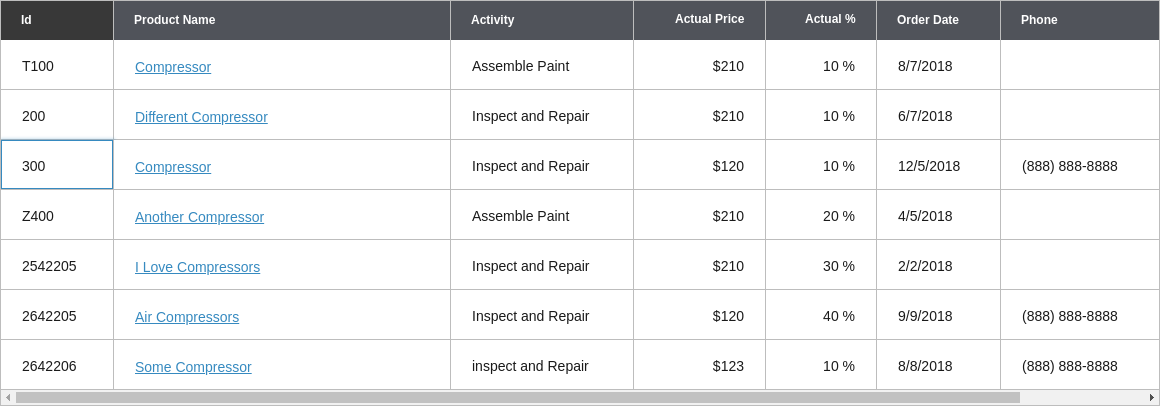 Id Product Name Activity Actual Price Actual % Order Date Phone
T100 Compressor Assemble Paint $210 10 % 8/7/2018
200 Different Compressor Inspect and Repair $210 10 % 6/7/2018
300 Compressor Inspect and Repair $120 10 % 12/5/2018 (888) 888-8888
Z400 Another Compressor Assemble Paint $210 20 % 4/5/2018
2542205 I Love Compressors Inspect and Repair $210 30 % 2/2/2018
2642205 Air Compressors Inspect and Repair $120 40 % 9/9/2018 (888) 888-8888
2642206 Some Compressor inspect and Repair $123 10 % 8/8/2018 (888) 888-8888